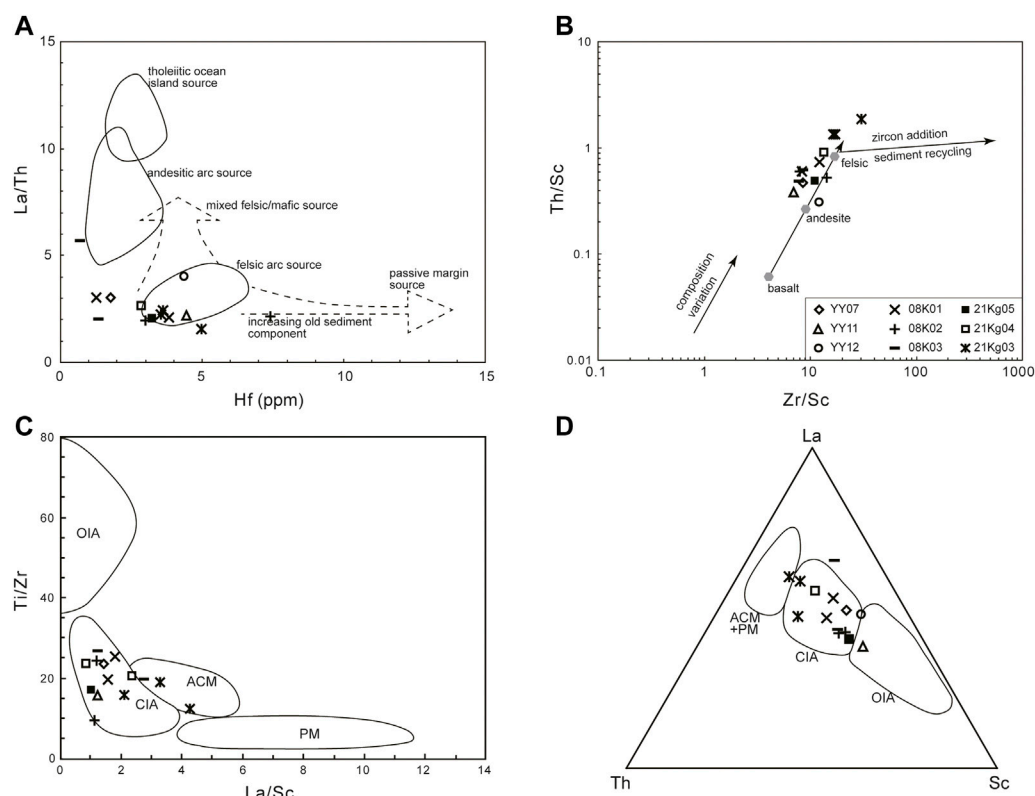 A
15
10
5
0
La/Th
tholeiitic ocean
island source
andesitic arc source
mixed felsic/mafic source
felsic arc source
passive margin
source
increasing old sediment
component
0
5
10
15
Hf (ppm)
B
10
1
0.1
0.01
Th/Sc
zircon addition
sediment recycling
felsic
andesite
basalt
composition
variation
YY07
08K01
21Kg05
YY11
08K02
21Kg04
YY12
08K03
21Kg03
0.1
1
10
100
1000
Zr/Sc
C
80
60
40
20
0
Ti/Zr
OIA
ACM
CIA
PM
0
2
4
6
8
10
12
14
La/Sc
D
La
ACM
+PM
CIA
OIA
Th
Sc